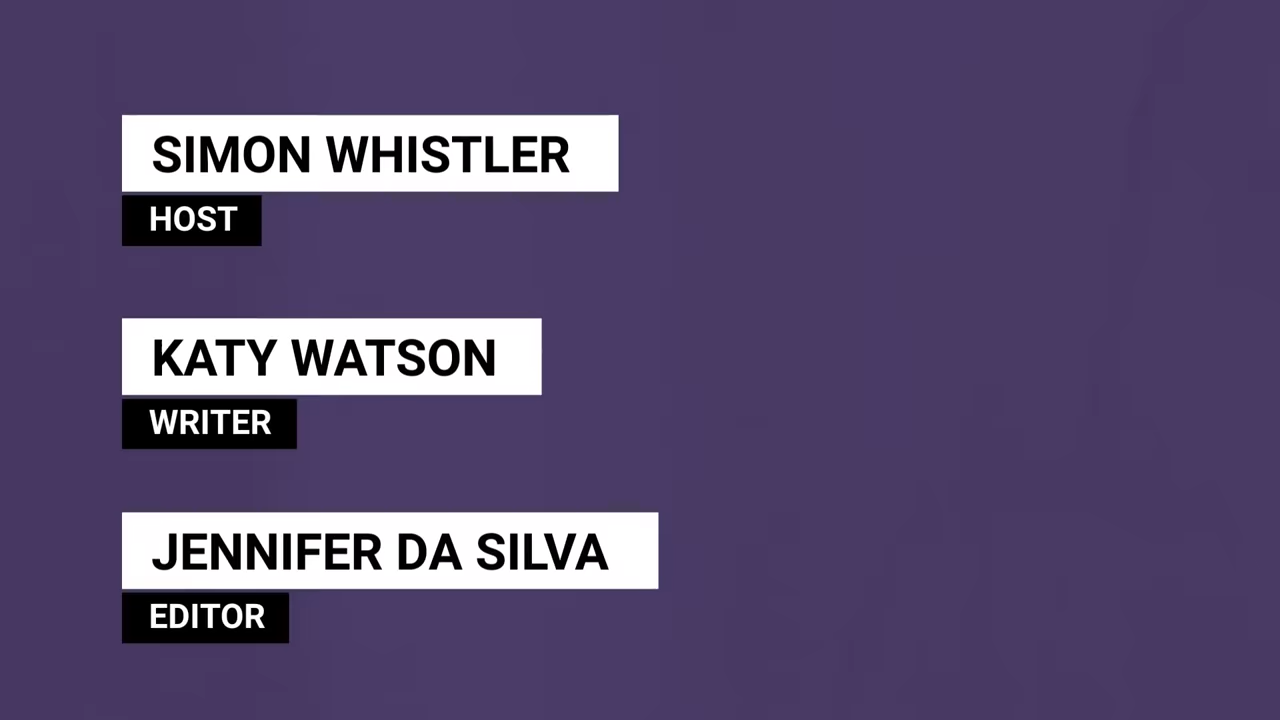 SIMON WHISTLER
HOST
KATY WATSON
WRITER
JENNIFER DA SILVA
EDITOR